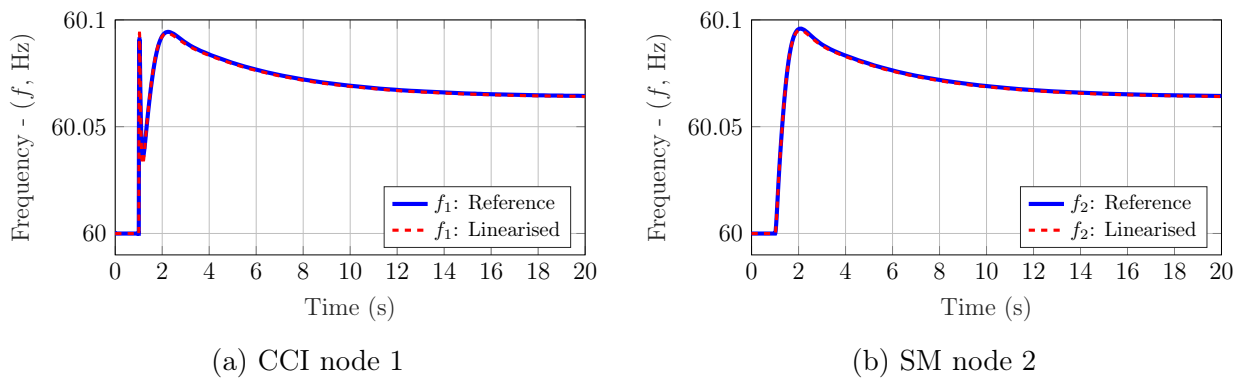 60.1
60.05
60
Frequency - (f, Hz)
0 2 4 6 8 10 12 14 16 18 20
Time (s)
f1: Reference
f1: Linearised
(a) CCI node 1
60.1
60.05
60
Frequency - (f, Hz)
0 2 4 6 8 10 12 14 16 18 20
Time (s)
f2: Reference
f2: Linearised
(b) SM node 2